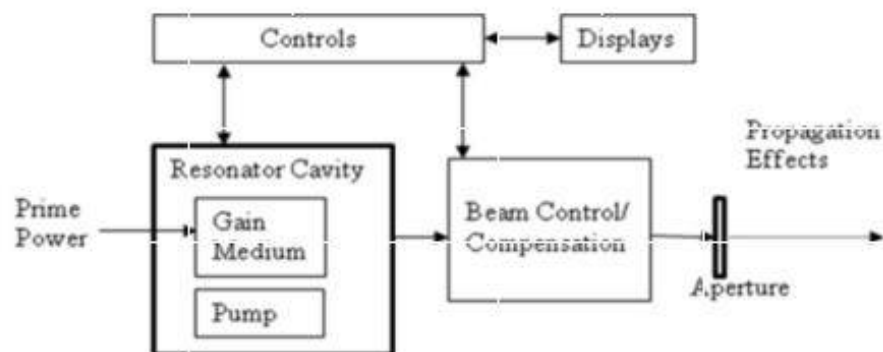 Controls
Displays
Propagation
Effects
Resonator Cavity
Prime
Power
Gain
Medium
Pump
Beam Control/
Compensation
Aperture